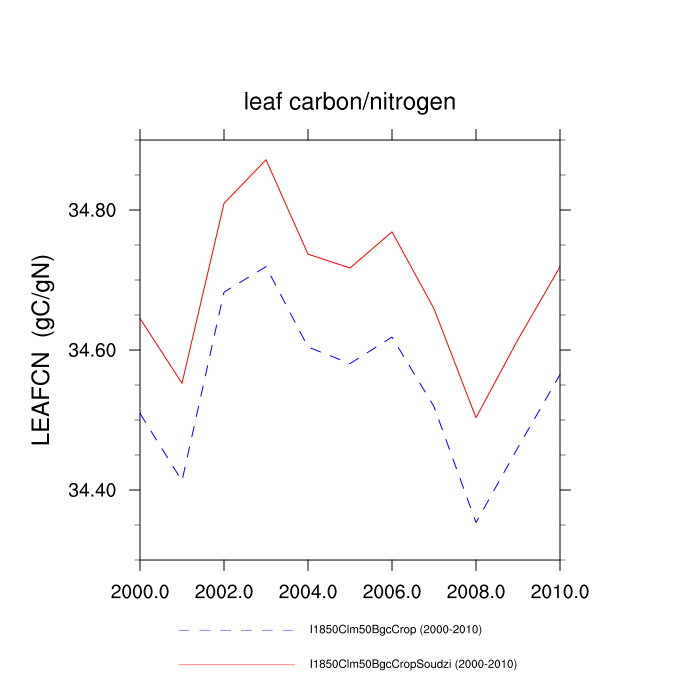 leaf carbon/nitrogen
LEAFCN (gC/gN)
34.80
34.60
34.40
2000.0 2002.0 2004.0 2006.0 2008.0 2010.0
I1850Clm50BgcCrop (2000-2010)
I1850Clm50BgcCropSoudzi (2000-2010)